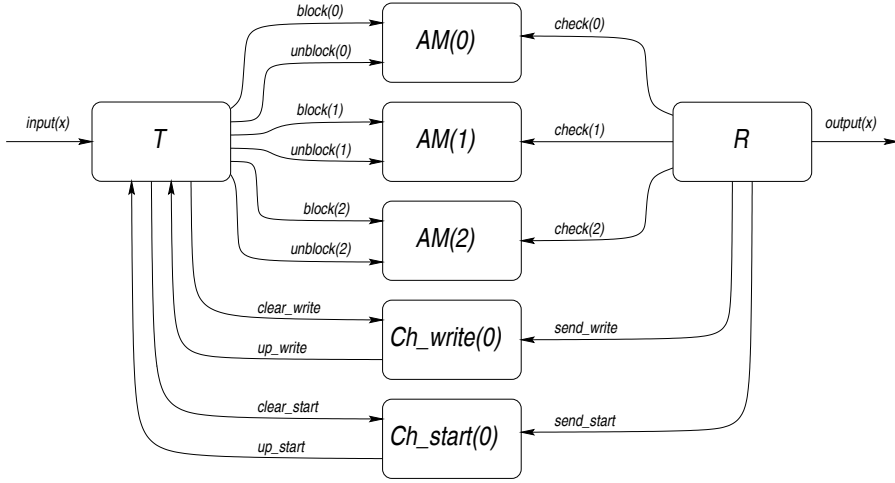 block(0)
AM(0)
check(0)
unblock(0)
input(x)
T
block(1)
AM(1)
check(1)
unblock(1)
R
output(x)
block(2)
AM(2)
check(2)
unblock(2)
clear_write
Ch_write(0)
send_write
up_write
clear_start
Ch_start(0)
send_start
up_start